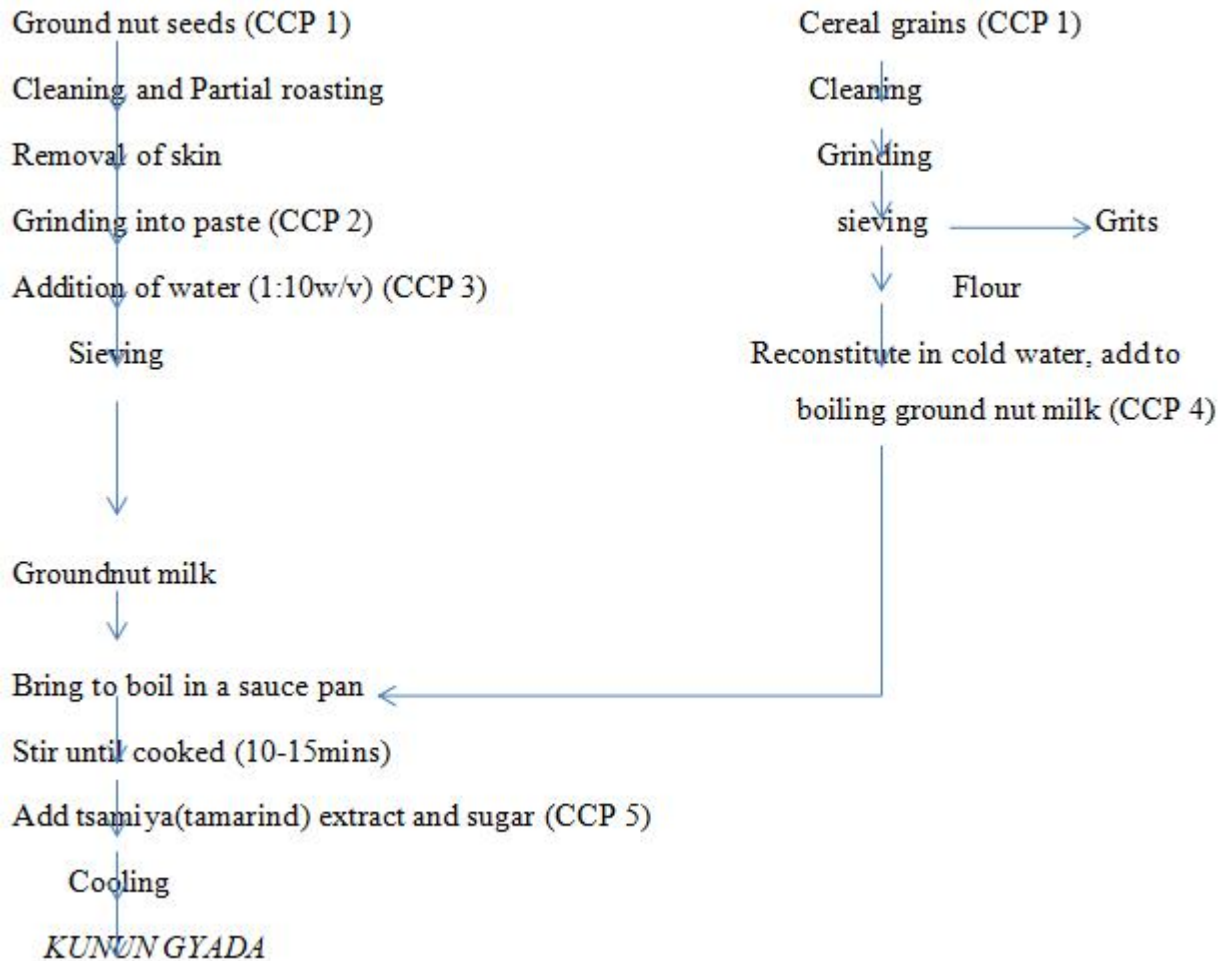 Ground nut seeds (CCP 1)
Cleaning and Partial roasting
Removal of skin
Grinding into paste (CCP 2)
Addition of water (1:10w/v) (CCP 3)
Sieving
Groundnut milk
Bring to boil in a sauce pan
Stir until cooked (10-15mins)
Add tsamiya(tamarind) extract and sugar (CCP 5)
Cooling
KUNUN GYADA
Cereal grains (CCP 1)
Cleaning
Grinding
sieving
Grits
Flour
Reconstitute in cold water, add to
boiling ground nut milk (CCP 4)